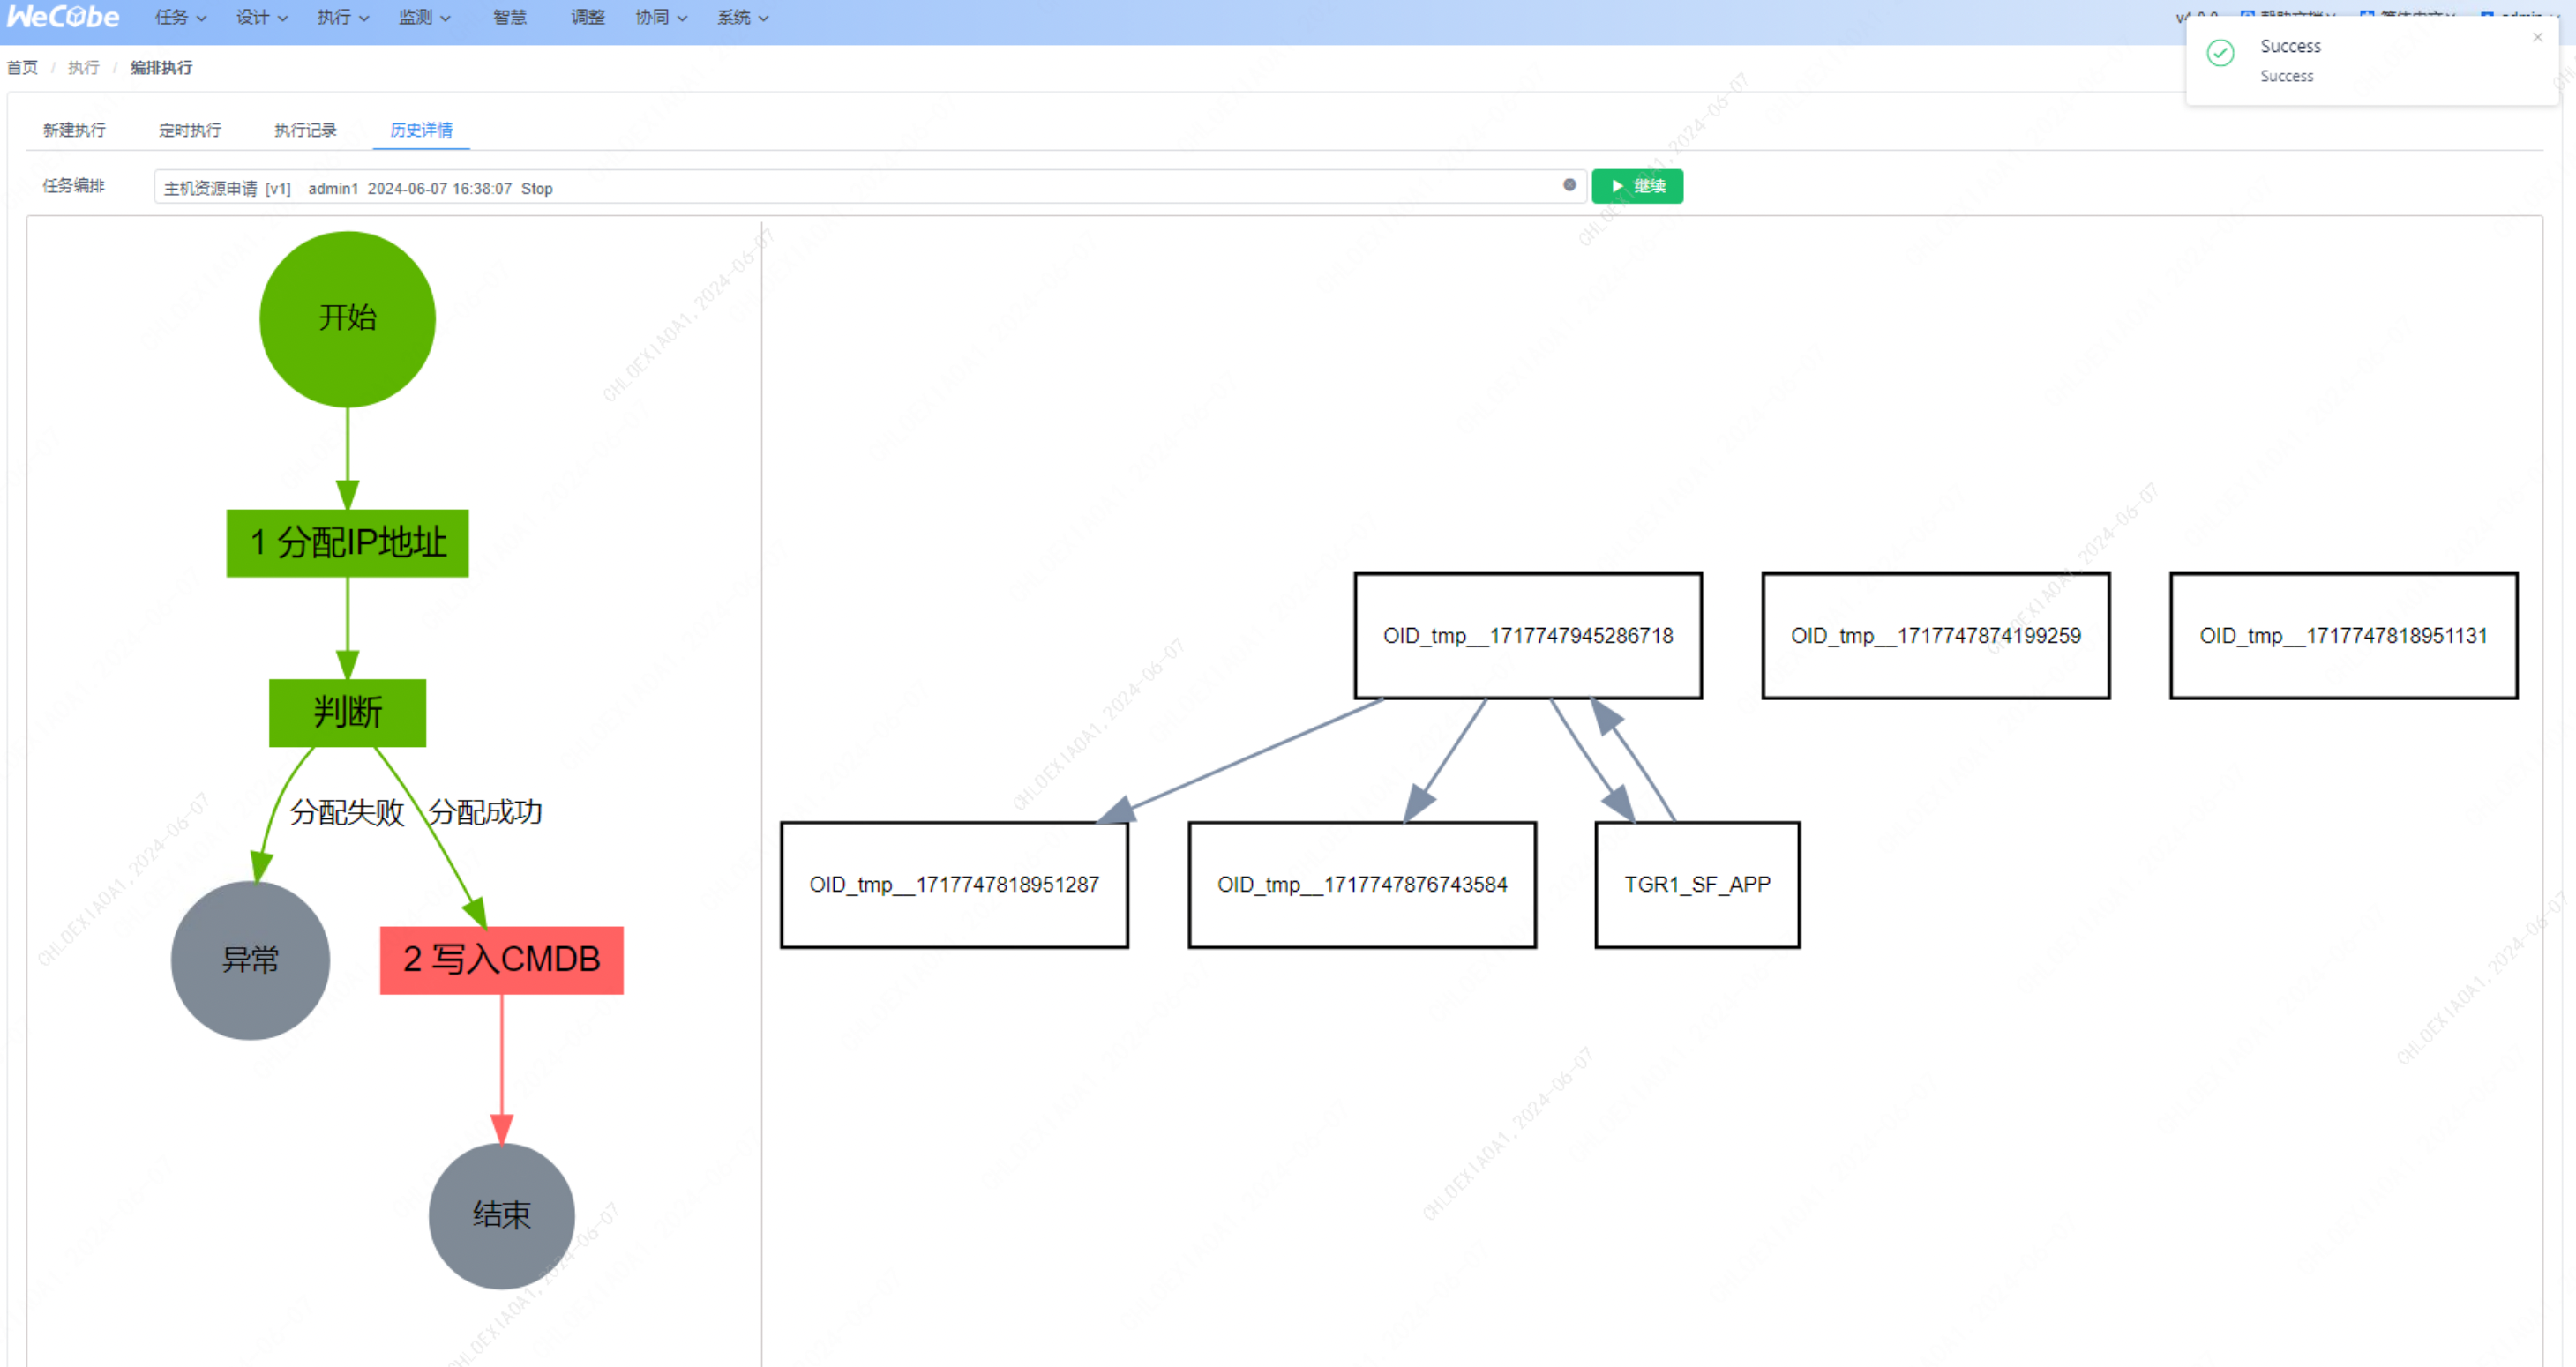 WeCube 任务 设计 执行 监测 智慧 调整 协同 系统
首页 / 执行 / 编排执行
Success
Success
新建执行 定时执行 执行记录 历史详情
任务编排 主机资源申请 [v1] admin1 2024-06-07 16:38:07 Stop 继续
开始
1 分配IP地址
判断
分配失败 分配成功
异常
2 写入CMDB
结束
OID_tmp__1717747945286718
OID_tmp__1717747874199259
OID_tmp__1717747818951131
OID_tmp__1717747818951287
OID_tmp__1717747876743584
TGR1_SF_APP
CHLOEXIAOA1,2024-06-07